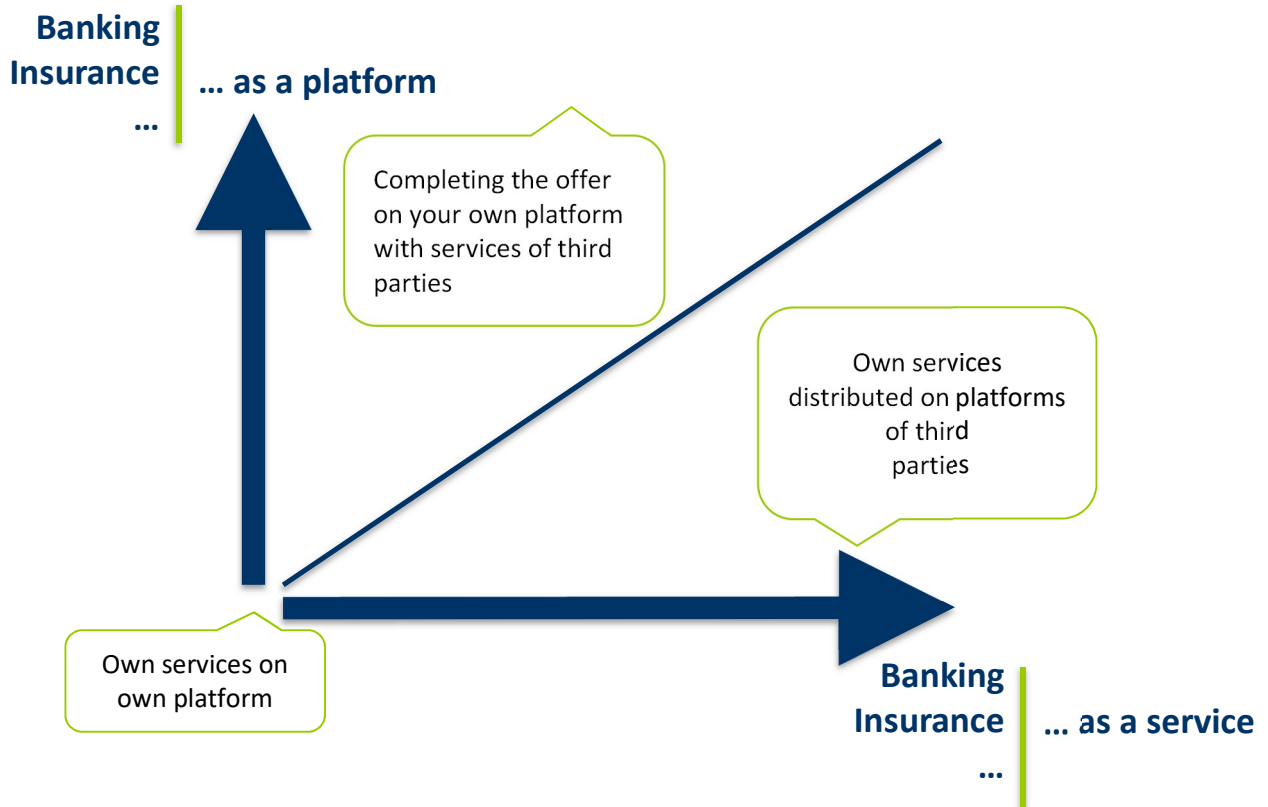 Banking
Insurance
...
... as a platform
Completing the offer
on your own platform
with services of third
parties
Own services
distributed on platforms
of third
parties
Own services on
own platform
Banking
Insurance
...
... as a service